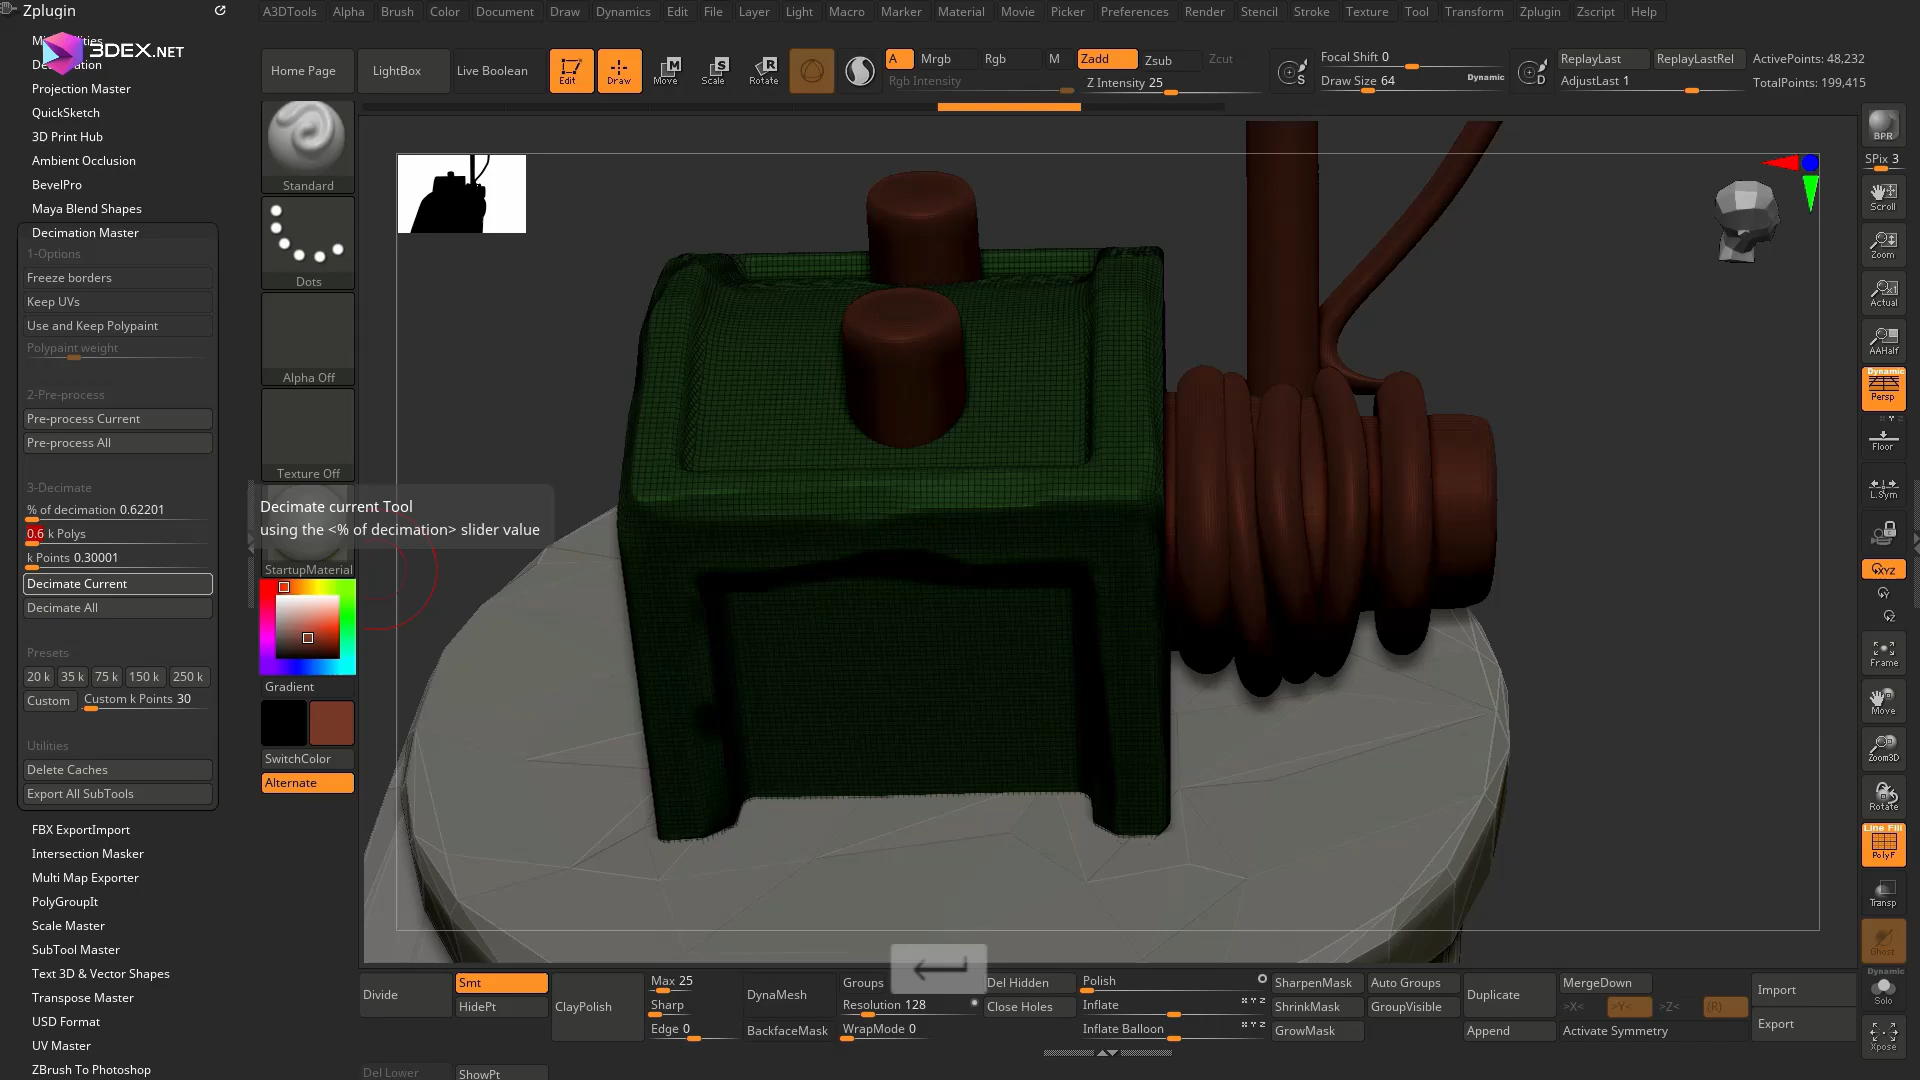 Zplugin
A3DTools Alpha Brush Color Document Draw Dynamics Edit File Layer Light Macro Marker Material Movie Picker Preferences Render Stencil Stroke Texture Tool Transform Zplugin Zscript Help
3DEX.NET
Projection Master
QuickSketch
3D Print Hub
Ambient Occlusion
BevelPro
Maya Blend Shapes
Decimation Master
1-Options
Freeze borders
Keep UVs
Use and Keep Polypaint
Polypaint weight
2-Pre-process
Pre-process Current
Pre-process All
3-Decimate
% of decimation 0.62201
0.6 k Polys
k Points 0.30001
Decimate Current
Decimate All
Presets
20 k 35 k 75 k 150 k 250 k
Custom Custom k Points 30
Utilities
Delete Caches
Export All SubTools
FBX ExportImport
Intersection Masker
Multi Map Exporter
PolyGroupIt
Scale Master
SubTool Master
Text 3D & Vector Shapes
Transpose Master
USD Format
UV Master
ZBrush To Photoshop
Home Page LightBox Live Boolean
Edit Draw Move Scale Rotate
A Mrgb Rgb M
Rgb Intensity
Zadd Zsub Zcut
Z Intensity 25
S
Focal Shift 0
Draw Size 64 Dynamic
D
ReplayLast ReplayLastRel
AdjustLast 1
ActivePoints: 48,232
TotalPoints: 199,415
Standard
Dots
Alpha Off
Texture Off
Decimate current Tool
using the <% of decimation> slider value
StartupMaterial
Gradient
SwitchColor
Alternate
BPR
SPix 3
Scroll
Zoom
Actual
AAHalf
Dynamic
Persp
Floor
L.Sym
XYZ
Y
Z
Frame
Move
Zoom3D
Rotate
Line Fill
PolyF
Transp
Ghost
Dynamic
Solo
Xpose
Divide
Smt
HidePt
ClayPolish
Max 25
Sharp
Edge 0
DynaMesh
BackfaceMask
Groups
Resolution 128
WrapMode 0
Del Hidden
Close Holes
Polish
Inflate
Inflate Balloon
SharpenMask
ShrinkMask
GrowMask
Auto Groups
GroupVisible
Duplicate
Append
MergeDown
>X< >Y< >Z< (R)
Activate Symmetry
Import
Export
Del Lower
ShowPt